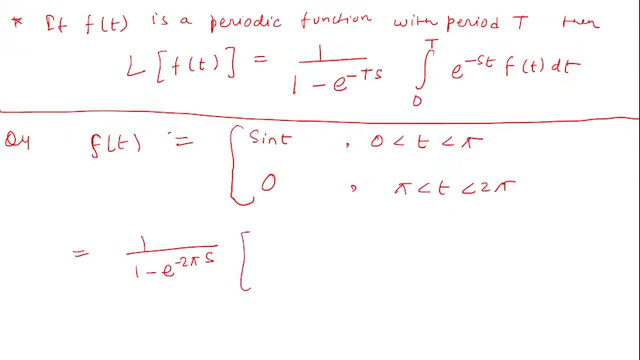 * If f(t) is a periodic function with period T then
L [f(t)] = 1 / (1 - e^{-Ts}) ∫_0^T e^{-st} f(t) dt
Q4 f(t) = { sint , 0 < t < π
0 , π < t < 2π
= 1 / (1 - e^{-2πs}) [